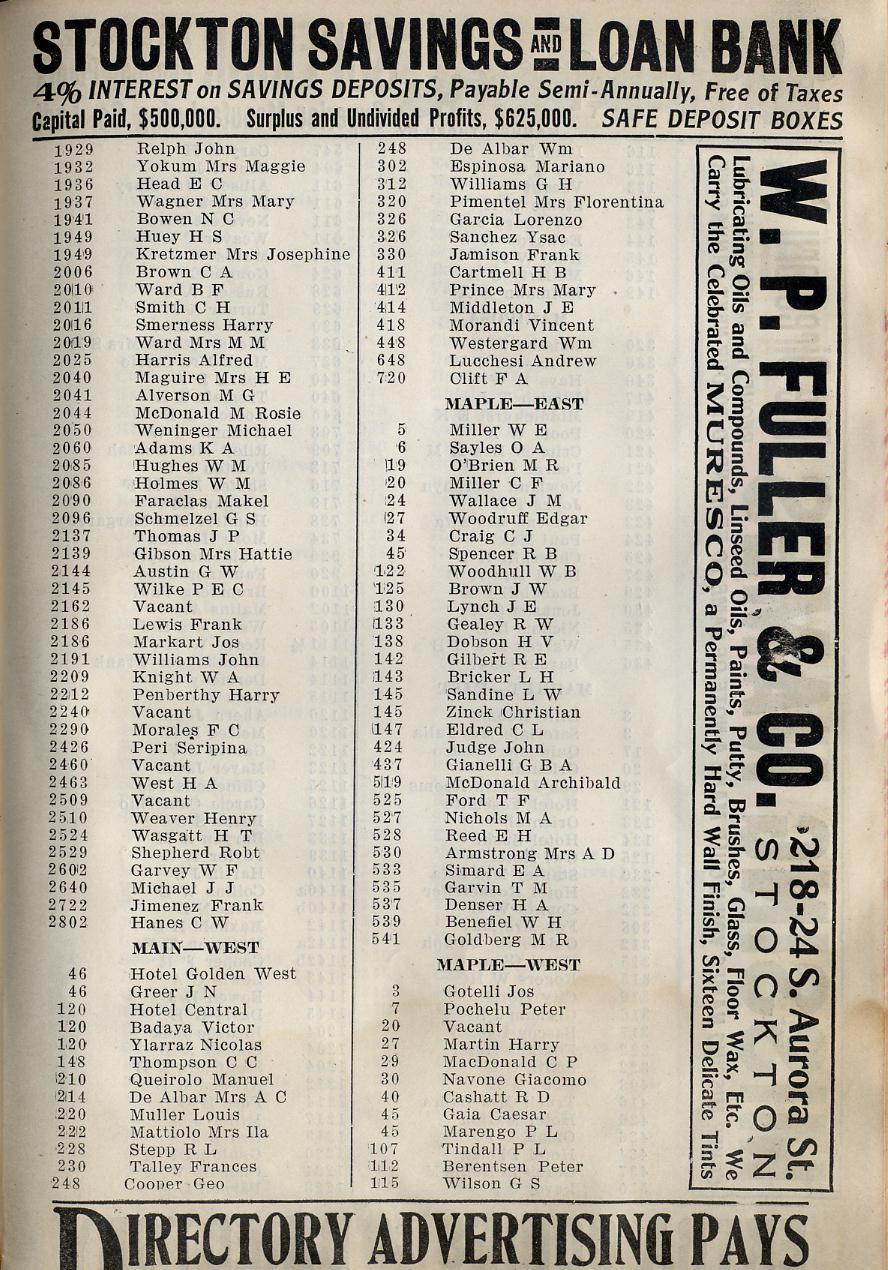 STOCKTON SAVINGS AND LOAN BANK
4% INTEREST on SAVINGS DEPOSITS, Payable Semi-Annually, Free of Taxes
Capital Paid, $500,000. Surplus and Undivided Profits, $625,000. SAFE DEPOSIT BOXES
1929 Relph John
1932 Yokum Mrs Maggie
1936 Head E C
1937 Wagner Mrs Mary
1941 Bowen N C
1949 Huey H S
1949 Kretzmer Mrs Josephine
2006 Brown C A
2010 Ward B F
2011 Smith C H
2016 Smerness Harry
2019 Ward Mrs M M
2025 Harris Alfred
2040 Maguire Mrs H E
2041 Alverson M G
2044 McDonald M Rosie
2050 Weninger Michael
2060 Adams K A
2085 Hughes W M
2086 Holmes W M
2090 Faraclas Makel
2096 Schmelzel G S
2137 Thomas J P
2139 Gibson Mrs Hattie
2144 Austin G W
2145 Wilke P E C
2162 Vacant
2186 Lewis Frank
2186 Markart Jos
2191 Williams John
2209 Knight W A
2212 Penberthy Harry
2240 Vacant
2290 Morales F C
2426 Peri Seripina
2460 Vacant
2463 West H A
2509 Vacant
2510 Weaver Henry
2524 Wasgatt H T
2529 Shepherd Robt
2602 Garvey W F
2640 Michael J J
2722 Jimenez Frank
2802 Hanes C W
MAIN—WEST
46 Hotel Golden West
46 Greer J N
120 Hotel Central
120 Badaya Victor
120 Ylarraz Nicolas
148 Thompson C C
210 Queirolo Manuel
214 De Albar Mrs A C
220 Muller Louis
222 Mattiolo Mrs Ila
228 Stepp R L
230 Talley Frances
248 Cooper Geo
248 De Albar Wm
302 Espinosa Mariano
312 Williams G H
320 Pimentel Mrs Florentina
326 Garcia Lorenzo
326 Sanchez Ysac
330 Jamison Frank
411 Cartmell H B
412 Prince Mrs Mary
414 Middleton J E
418 Morandi Vincent
448 Westergard Wm
648 Lucchesi Andrew
720 Clift F A
MAPLE—EAST
5 Miller W E
6 Sayles O A
19 O'Brien M R
20 Miller C F
24 Wallace J M
27 Woodruff Edgar
34 Craig C J
45 Spencer R B
122 Woodhull W B
125 Brown J W
130 Lynch J E
133 Gealey R W
138 Dobson H V
142 Gilbert R E
143 Bricker L H
145 Sandine L W
145 Zinck Christian
147 Eldred C L
424 Judge John
437 Gianelli G B A
519 McDonald Archibald
525 Ford T F
527 Nichols M A
528 Reed E H
530 Armstrong Mrs A D
533 Simard E A
535 Garvin T M
537 Denser H A
539 Benefiel W H
541 Goldberg M R
MAPLE—WEST
3 Gotelli Jos
7 Pochelu Peter
20 Vacant
27 Martin Harry
29 MacDonald C P
30 Navone Giacomo
40 Cashatt R D
45 Gaia Caesar
45 Marengo P L
107 Tindall P L
112 Berentsen Peter
115 Wilson G S
W. P. FULLER & CO. 218-24 S. Aurora St.
STOCKTON
Lubricating Oils and Compounds, Linseed Oils, Paints, Putty, Brushes, Glass, Floor Wax, Etc. We
Carry the Celebrated MURESCO, a Permanently Hard Wall Finish, Sixteen Delicate Tints
DIRECTORY ADVERTISING PAYS